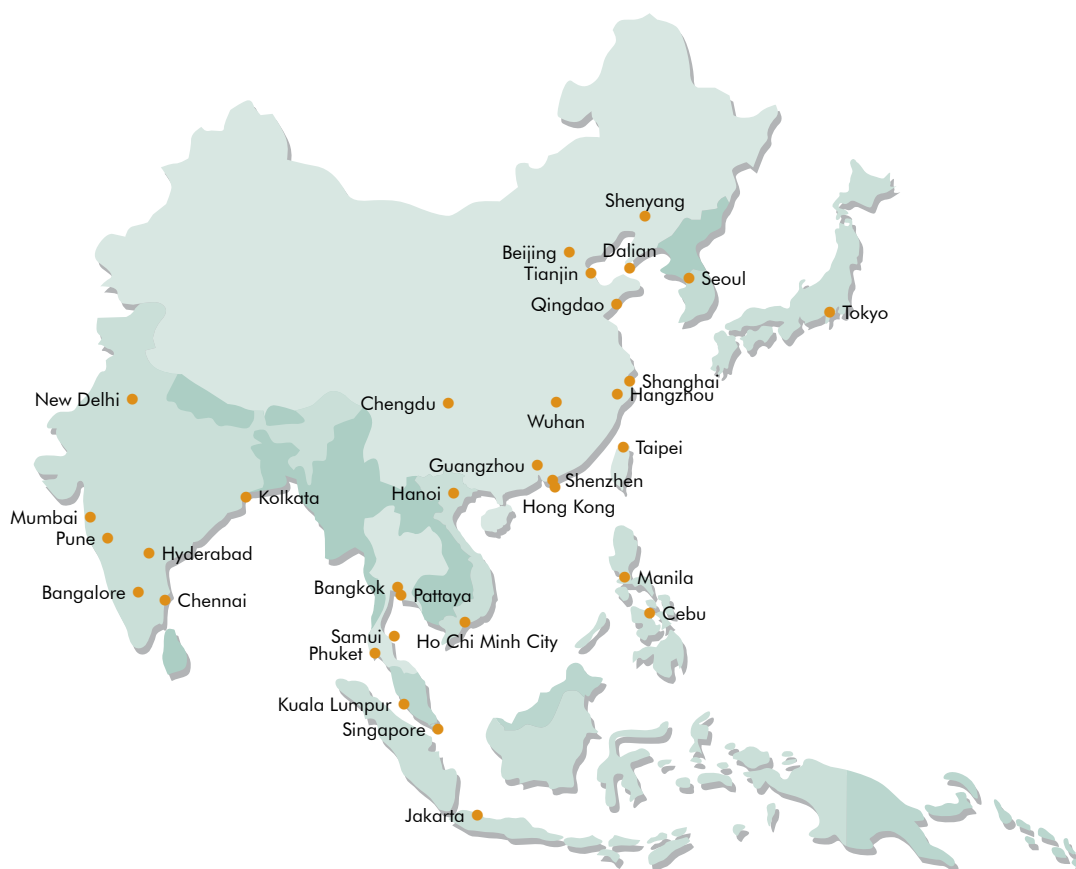 Shenyang
Beijing
Dalian
Tianjin
Seoul
Qingdao
Tokyo
Shanghai
Hangzhou
New Delhi
Chengdu
Wuhan
Taipei
Guangzhou
Shenzhen
Hanoi
Kolkata
Hong Kong
Mumbai
Pune
Hyderabad
Manila
Bangkok
Bangalore
Pattaya
Chennai
Cebu
Samui
Ho Chi Minh City
Phuket
Kuala Lumpur
Singapore
Jakarta